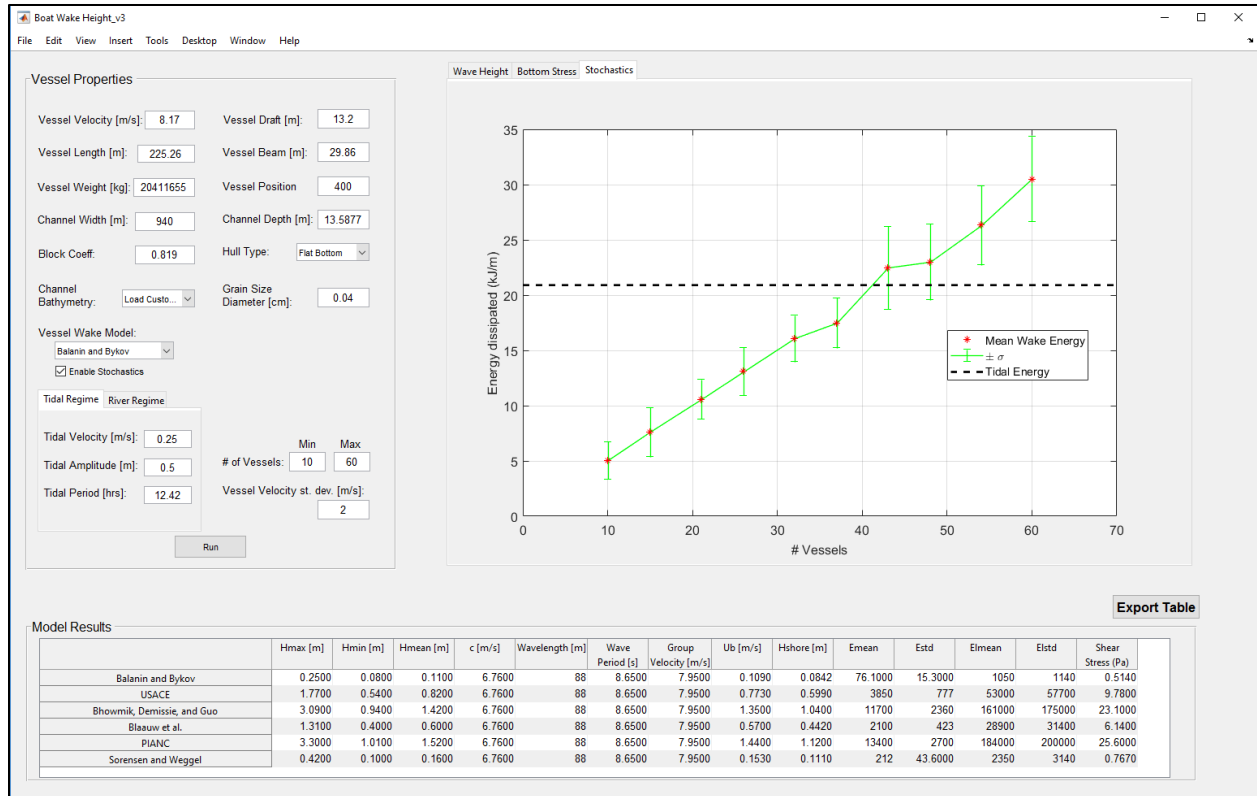 Boat Wake Height_v3
File Edit View Insert Tools Desktop Window Help
Vessel Properties
Vessel Velocity [m/s]: 8.17 Vessel Draft [m]: 13.2
Vessel Length [m]: 225.26 Vessel Beam [m]: 29.86
Vessel Weight [kg]: 20411655 Vessel Position 400
Channel Width [m]: 940 Channel Depth [m]: 13.5877
Block Coeff: 0.819 Hull Type: Flat Bottom
Channel Bathymetry: Load Custo... Grain Size Diameter [cm]: 0.04
Vessel Wake Model:
Balanin and Bykov
Enable Stochastics
Tidal Regime River Regime
Tidal Velocity [m/s]: 0.25
Tidal Amplitude [m]: 0.5
Tidal Period [hrs]: 12.42
Min Max
# of Vessels: 10 60
Vessel Velocity st. dev. [m/s]:
2
Run
Wave Height Bottom Stress Stochastics
35
30
25
20
15
10
5
0
Energy dissipated (kJ/m)
0 10 20 30 40 50 60 70
# Vessels
Mean Wake Energy
± σ
Tidal Energy
Export Table
Model Results
Hmax [m] Hmin [m] Hmean [m] c [m/s] Wavelength [m] Wave Period [s] Group Velocity [m/s] Ub [m/s] Hshore [m] Emean Estd Elmean Elstd Shear Stress (Pa)
Balanin and Bykov 0.2500 0.0800 0.1100 6.7600 88 8.6500 7.9500 0.1090 0.0842 76.1000 15.3000 1050 1140 0.5140
USACE 1.7700 0.5400 0.8200 6.7600 88 8.6500 7.9500 0.7730 0.5990 3850 777 53000 57700 9.7800
Bhowmik, Demissie, and Guo 3.0900 0.9400 1.4200 6.7600 88 8.6500 7.9500 1.3500 1.0400 11700 2360 161000 175000 23.1000
Blaauw et al. 1.3100 0.4000 0.6000 6.7600 88 8.6500 7.9500 0.5700 0.4420 2100 423 28900 31400 6.1400
PIANC 3.3000 1.0100 1.5200 6.7600 88 8.6500 7.9500 1.4400 1.1200 13400 2700 184000 200000 25.6000
Sorensen and Weggel 0.4200 0.1000 0.1600 6.7600 88 8.6500 7.9500 0.1530 0.1110 212 43.6000 2350 3140 0.7670